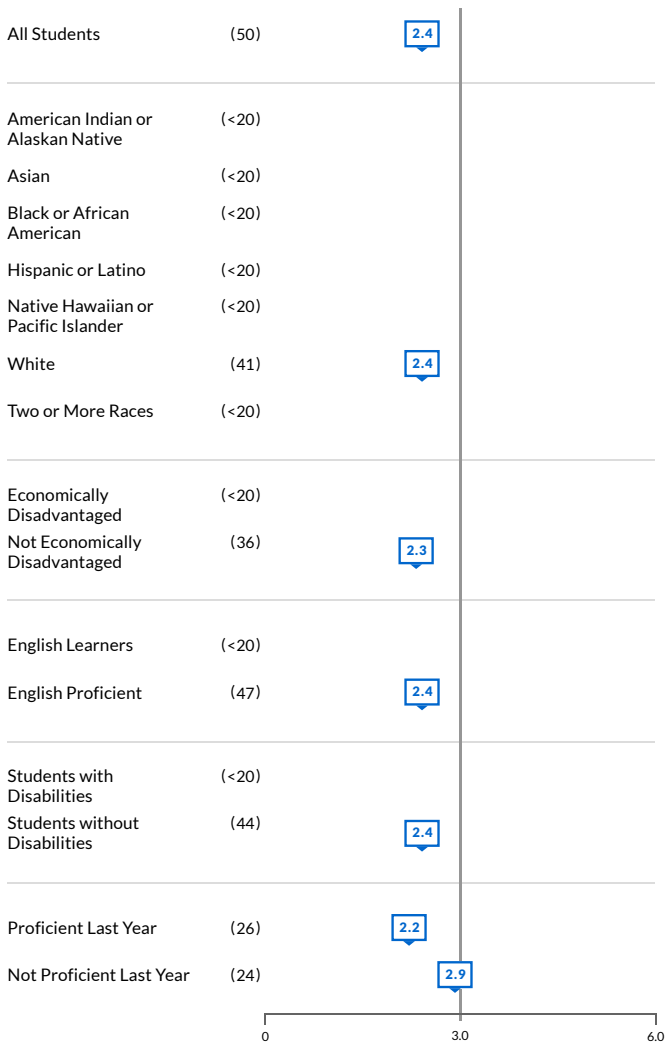 All Students (50) 2.4
American Indian or (<20)
Alaskan Native
Asian (<20)
Black or African (<20)
American
Hispanic or Latino (<20)
Native Hawaiian or (<20)
Pacific Islander
White (41) 2.4
Two or More Races (<20)
Economically (<20)
Disadvantaged
Not Economically (36) 2.3
Disadvantaged
English Learners (<20)
English Proficient (47) 2.4
Students with (<20)
Disabilities
Students without (44) 2.4
Disabilities
Proficient Last Year (26) 2.2
Not Proficient Last Year (24) 2.9
0 3.0 6.0